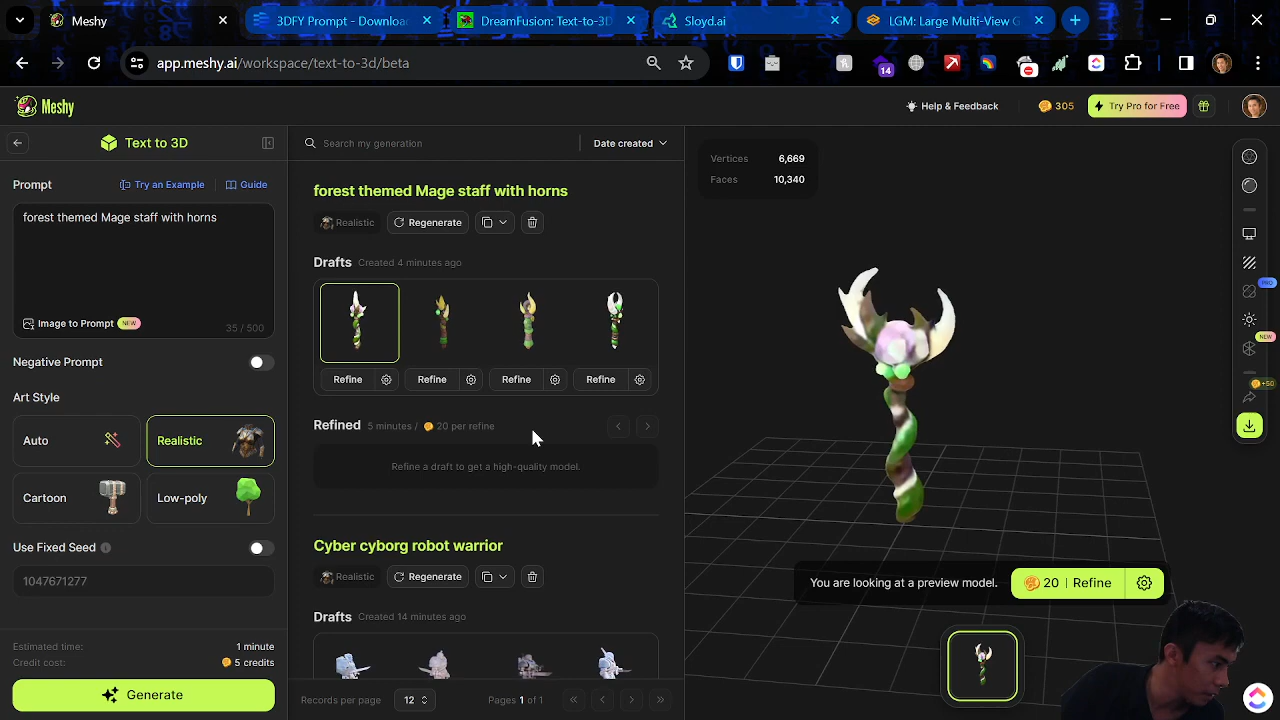 Meshy
3DFY Prompt - Downloa
DreamFusion: Text-to-3D
Sloyd.ai
LGM: Large Multi-View G
app.meshy.ai/workspace/text-to-3d/beta
14
Meshy
Help & Feedback
305
Try Pro for Free
Text to 3D
Search my generation
Date created
Vertices 6,669
Faces 10,340
Prompt
Try an Example
Guide
forest themed Mage staff with horns
Image to Prompt NEW
35 / 500
Negative Prompt
Art Style
Auto
Realistic
Cartoon
Low-poly
Use Fixed Seed
1047671277
Estimated time: 1 minute
Credit cost: 5 credits
Generate
forest themed Mage staff with horns
Realistic
Regenerate
Drafts Created 4 minutes ago
Refine
Refine
Refine
Refine
Refined 5 minutes / 20 per refine
Refine a draft to get a high-quality model.
Cyber cyborg robot warrior
Realistic
Regenerate
Drafts Created 14 minutes ago
Records per page 12
Pages 1 of 1
PRO
NEW
+50
You are looking at a preview model.
20 | Refine